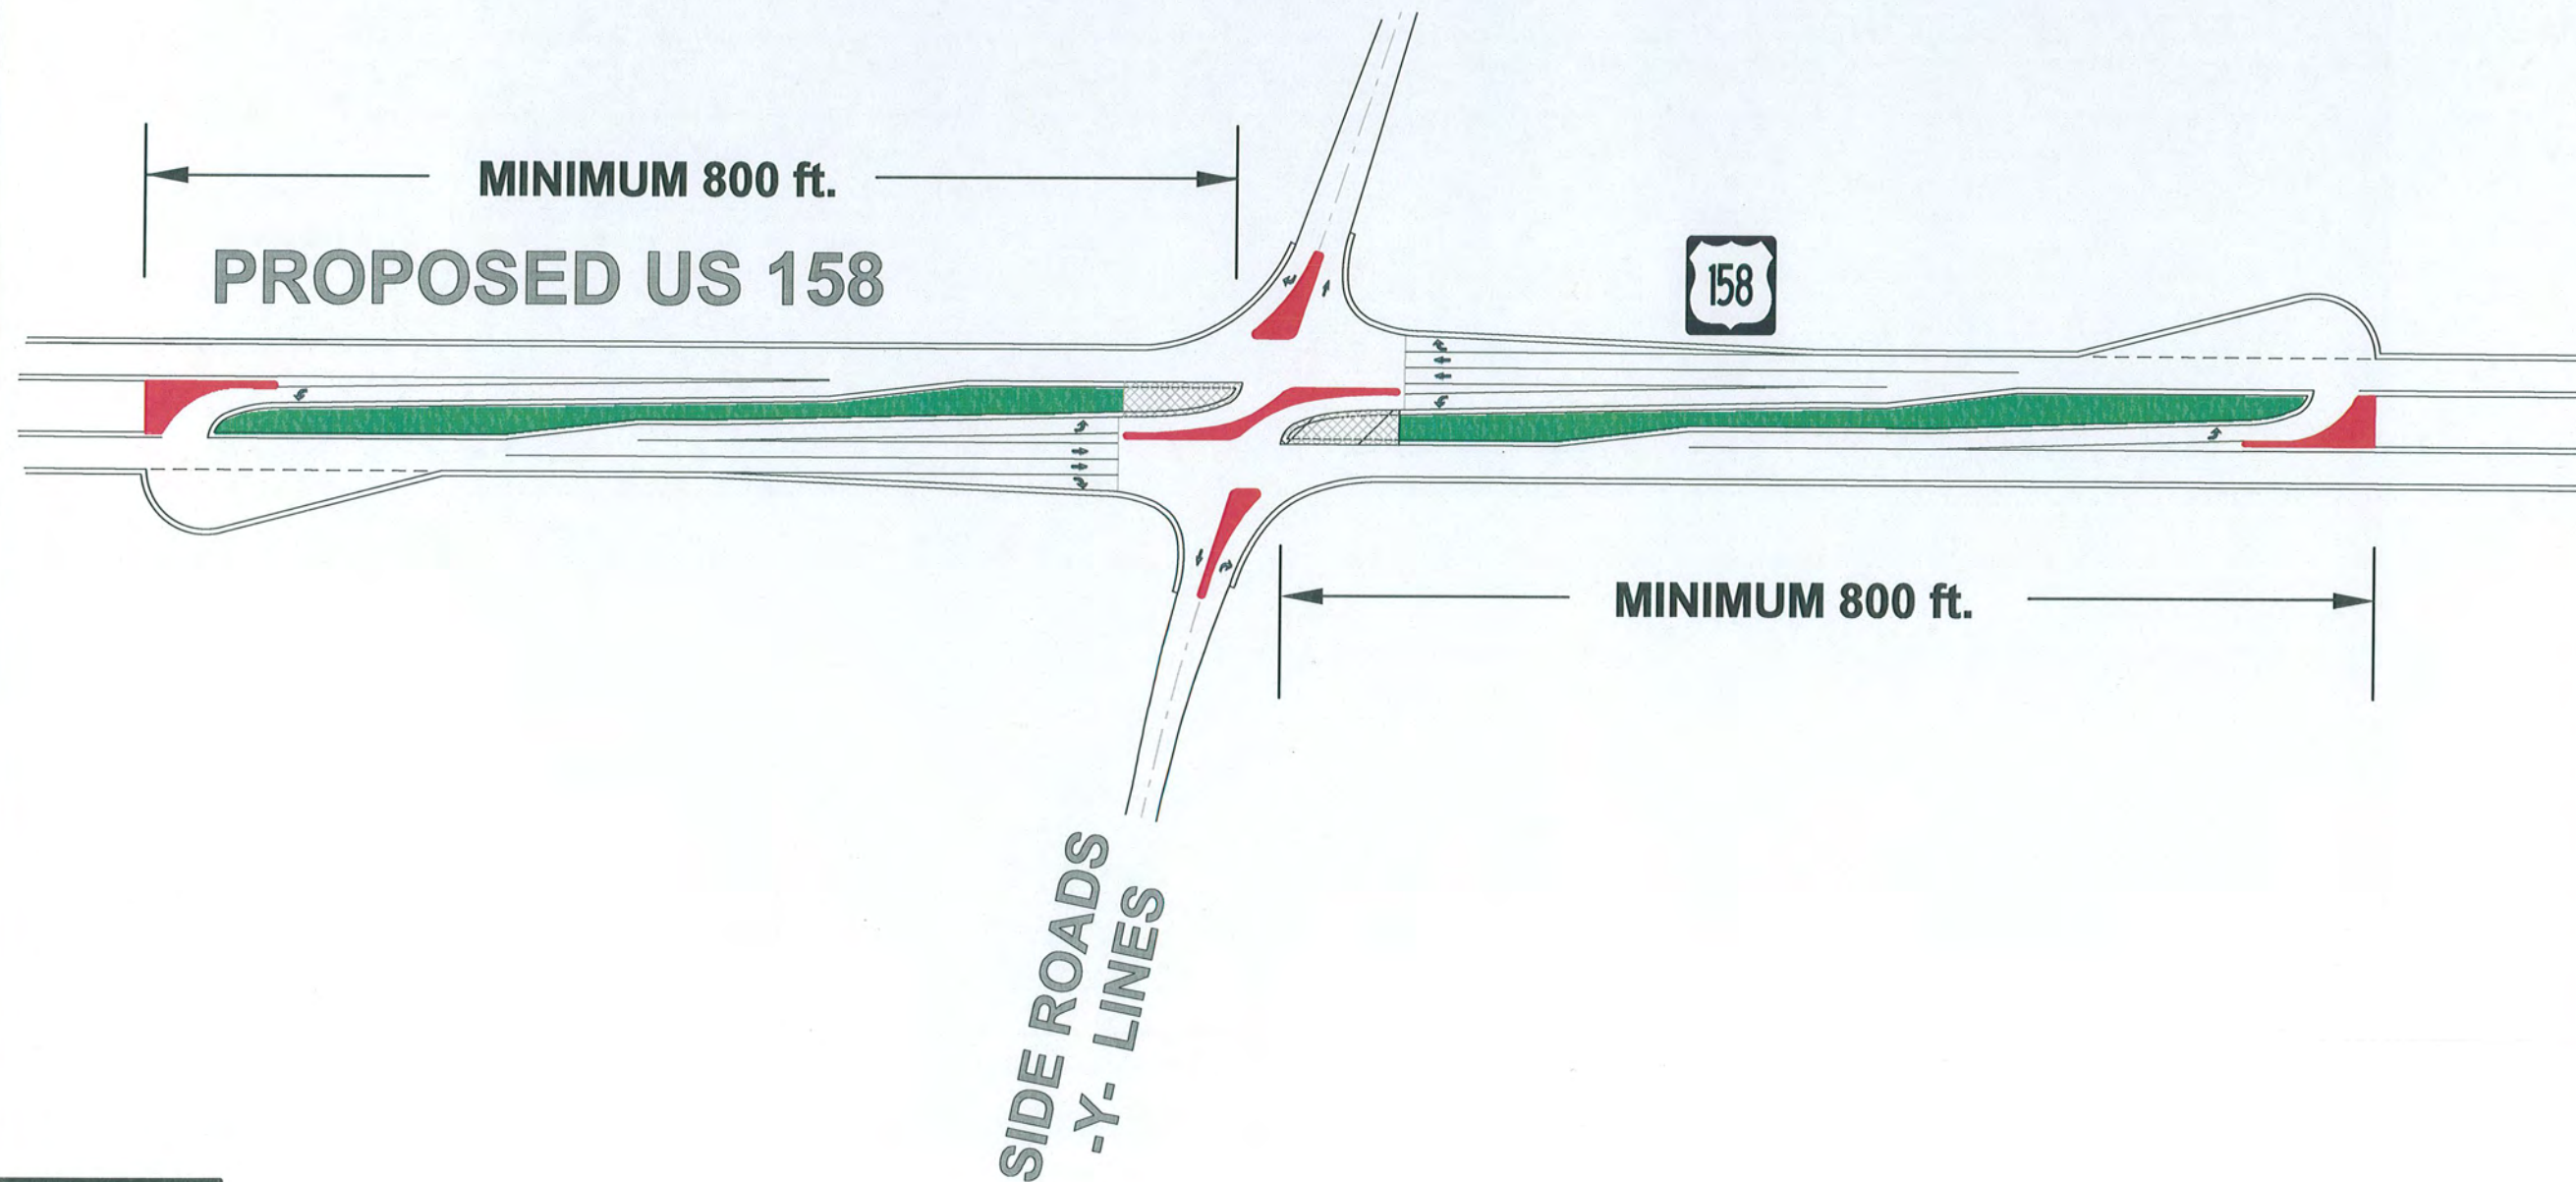 MINIMUM 800 ft.
PROPOSED US 158
158
MINIMUM 800 ft.
SIDE ROADS
-Y- LINES